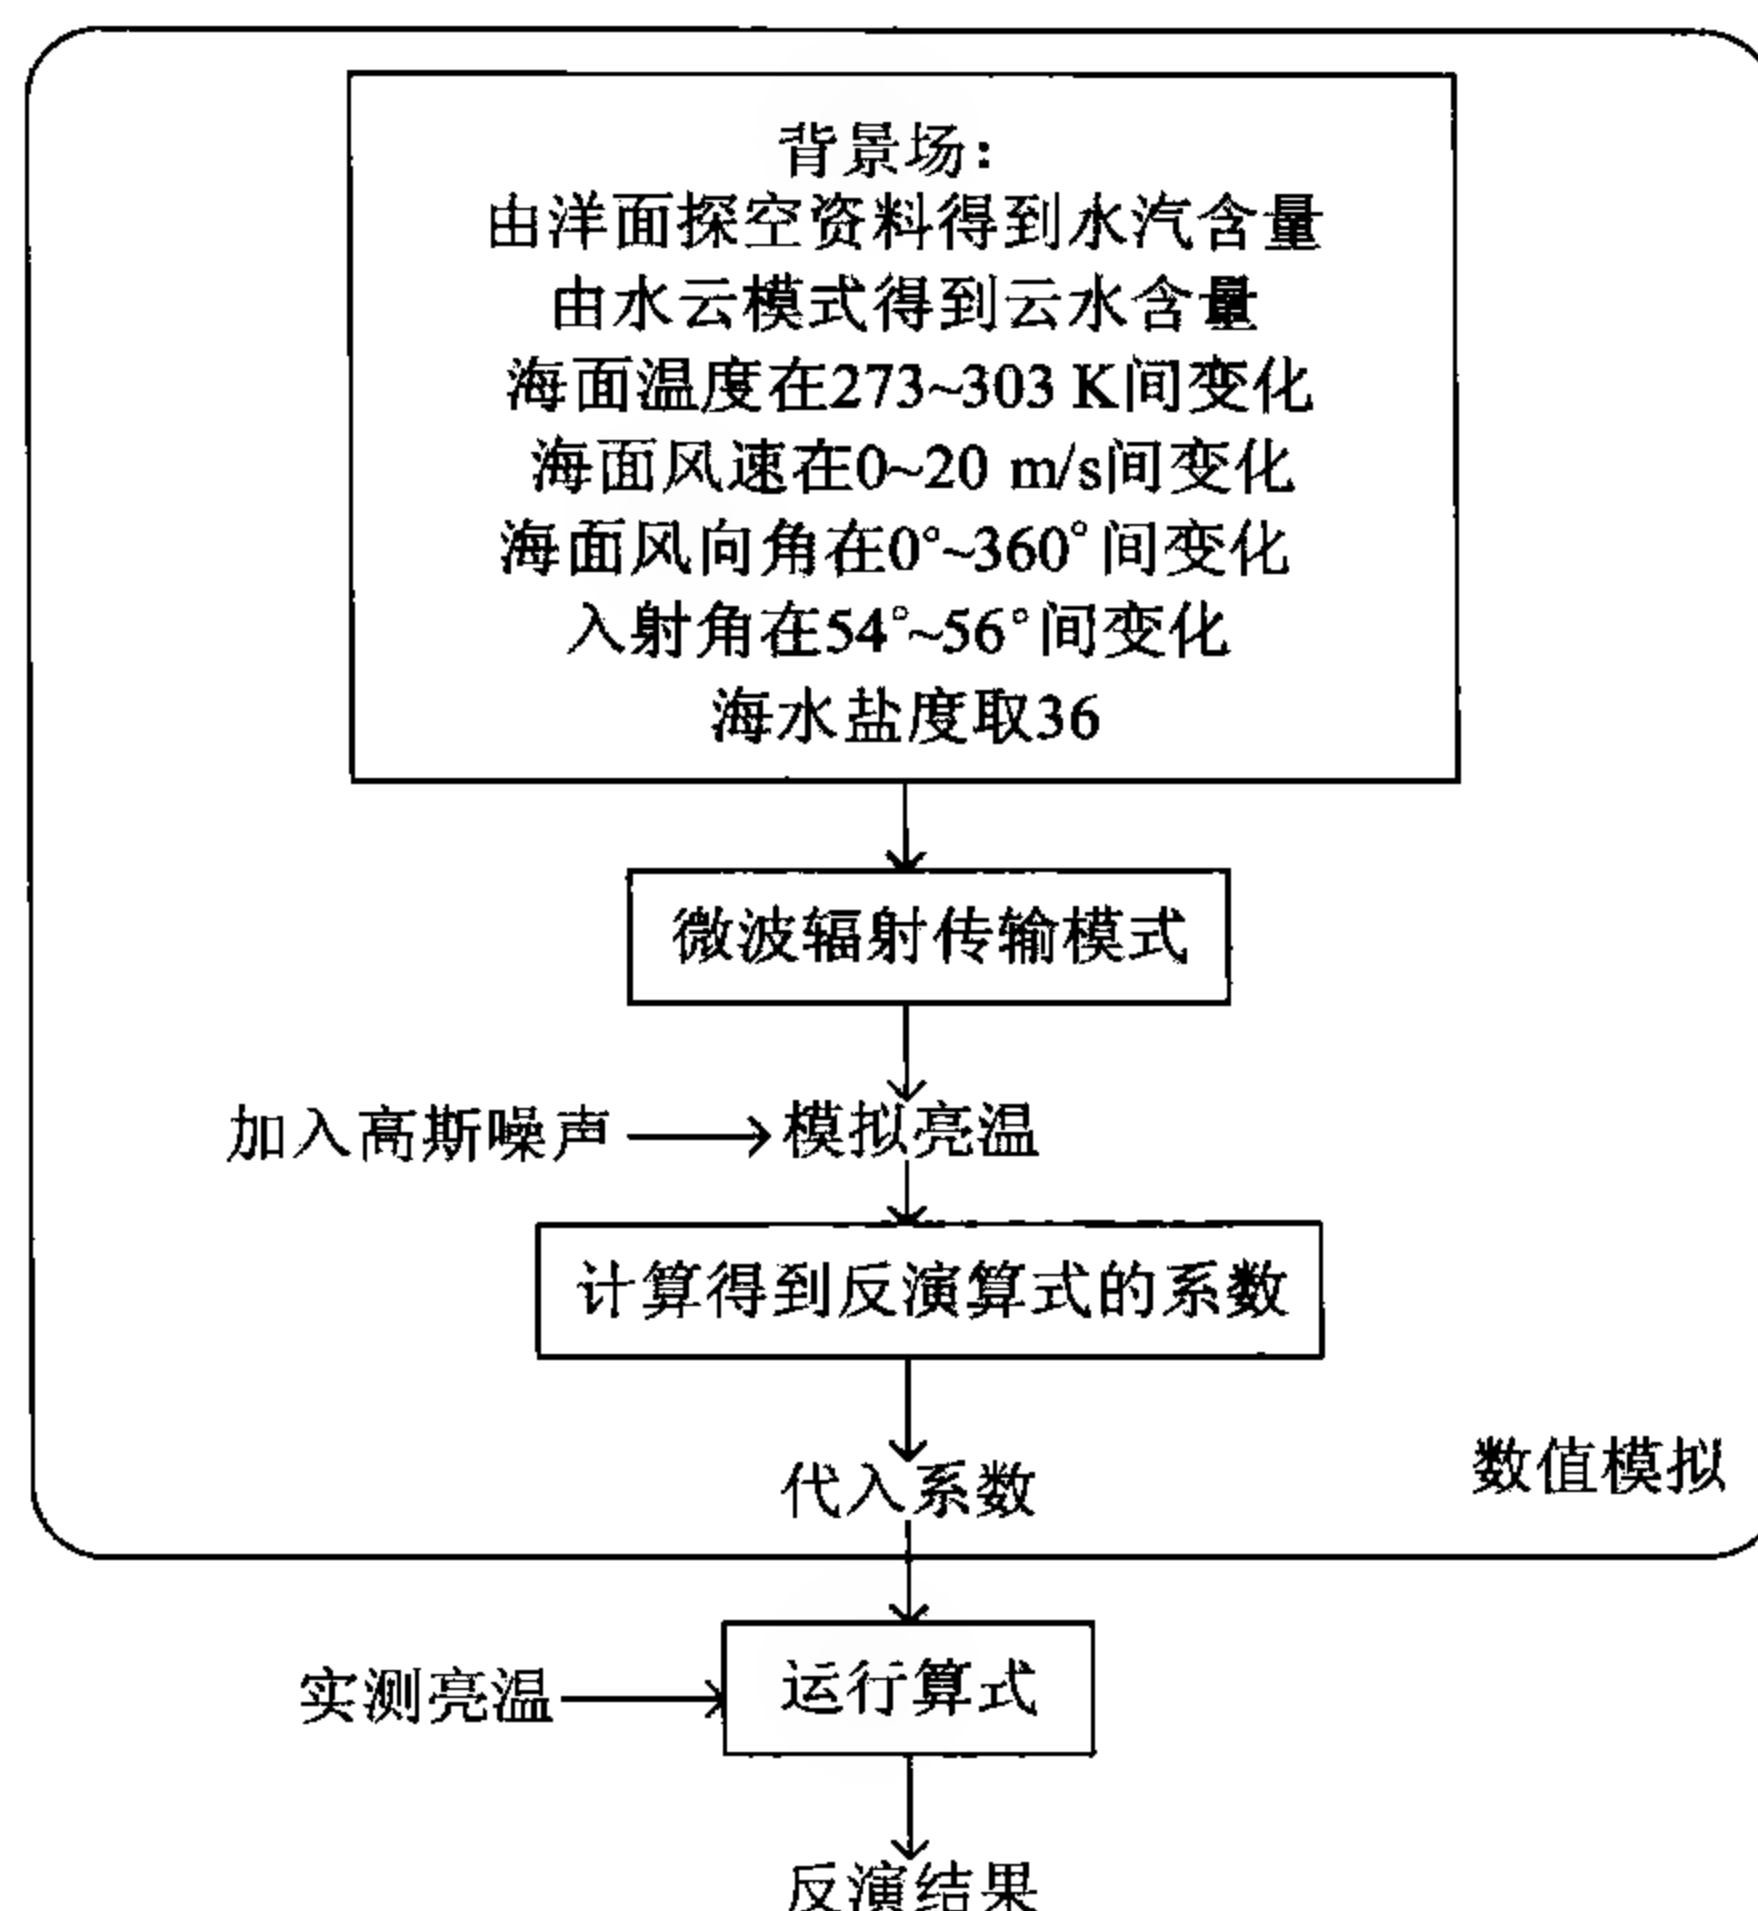 背景场：
由洋面探空资料得到水汽含量
由水云模式得到云水含量
海面温度在273~303 K间变化
海面风速在0~20 m/s间变化
海面风向角在0°~360°间变化
入射角在54°~56°间变化
海水盐度取36
微波辐射传输模式
加入高斯噪声
模拟亮温
计算得到反演算式的系数
代入系数
数值模拟
实测亮温
运行算式
反演结果